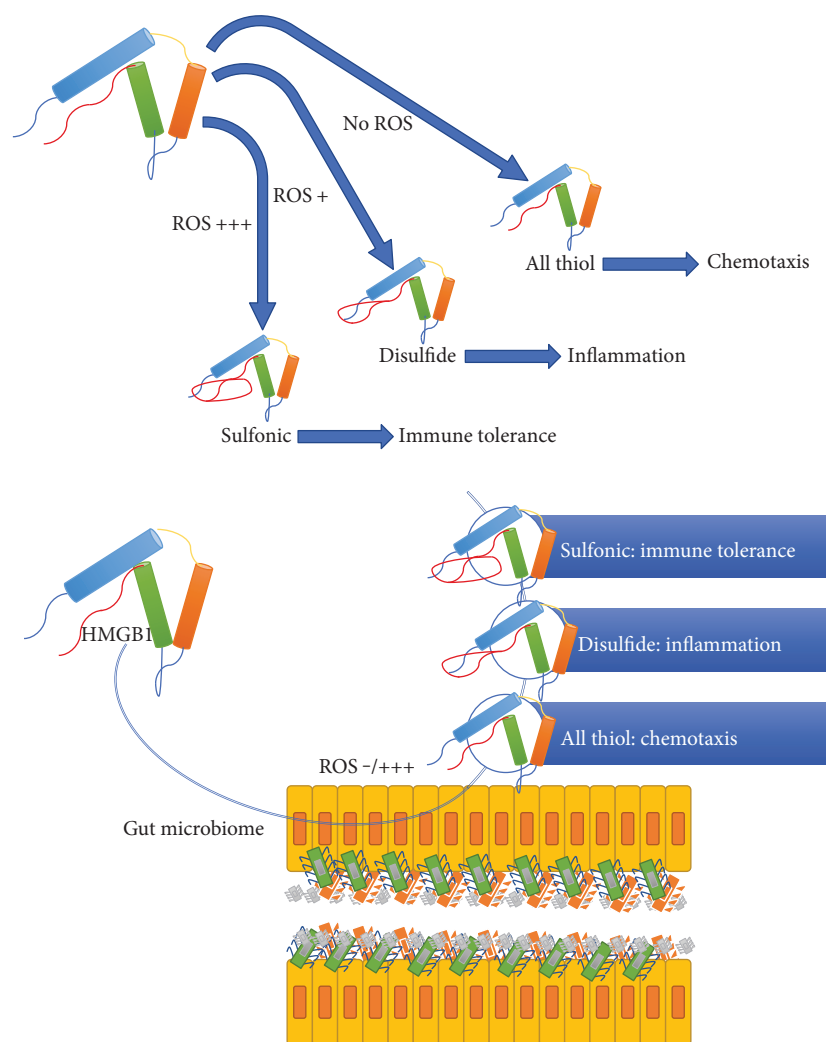 No ROS
ROS +
ROS +++
All thiol
Chemotaxis
Disulfide
Inflammation
Sulfonic
Immune tolerance
HMGB1
Sulfonic: immune tolerance
Disulfide: inflammation
All thiol: chemotaxis
ROS –/+++
Gut microbiome